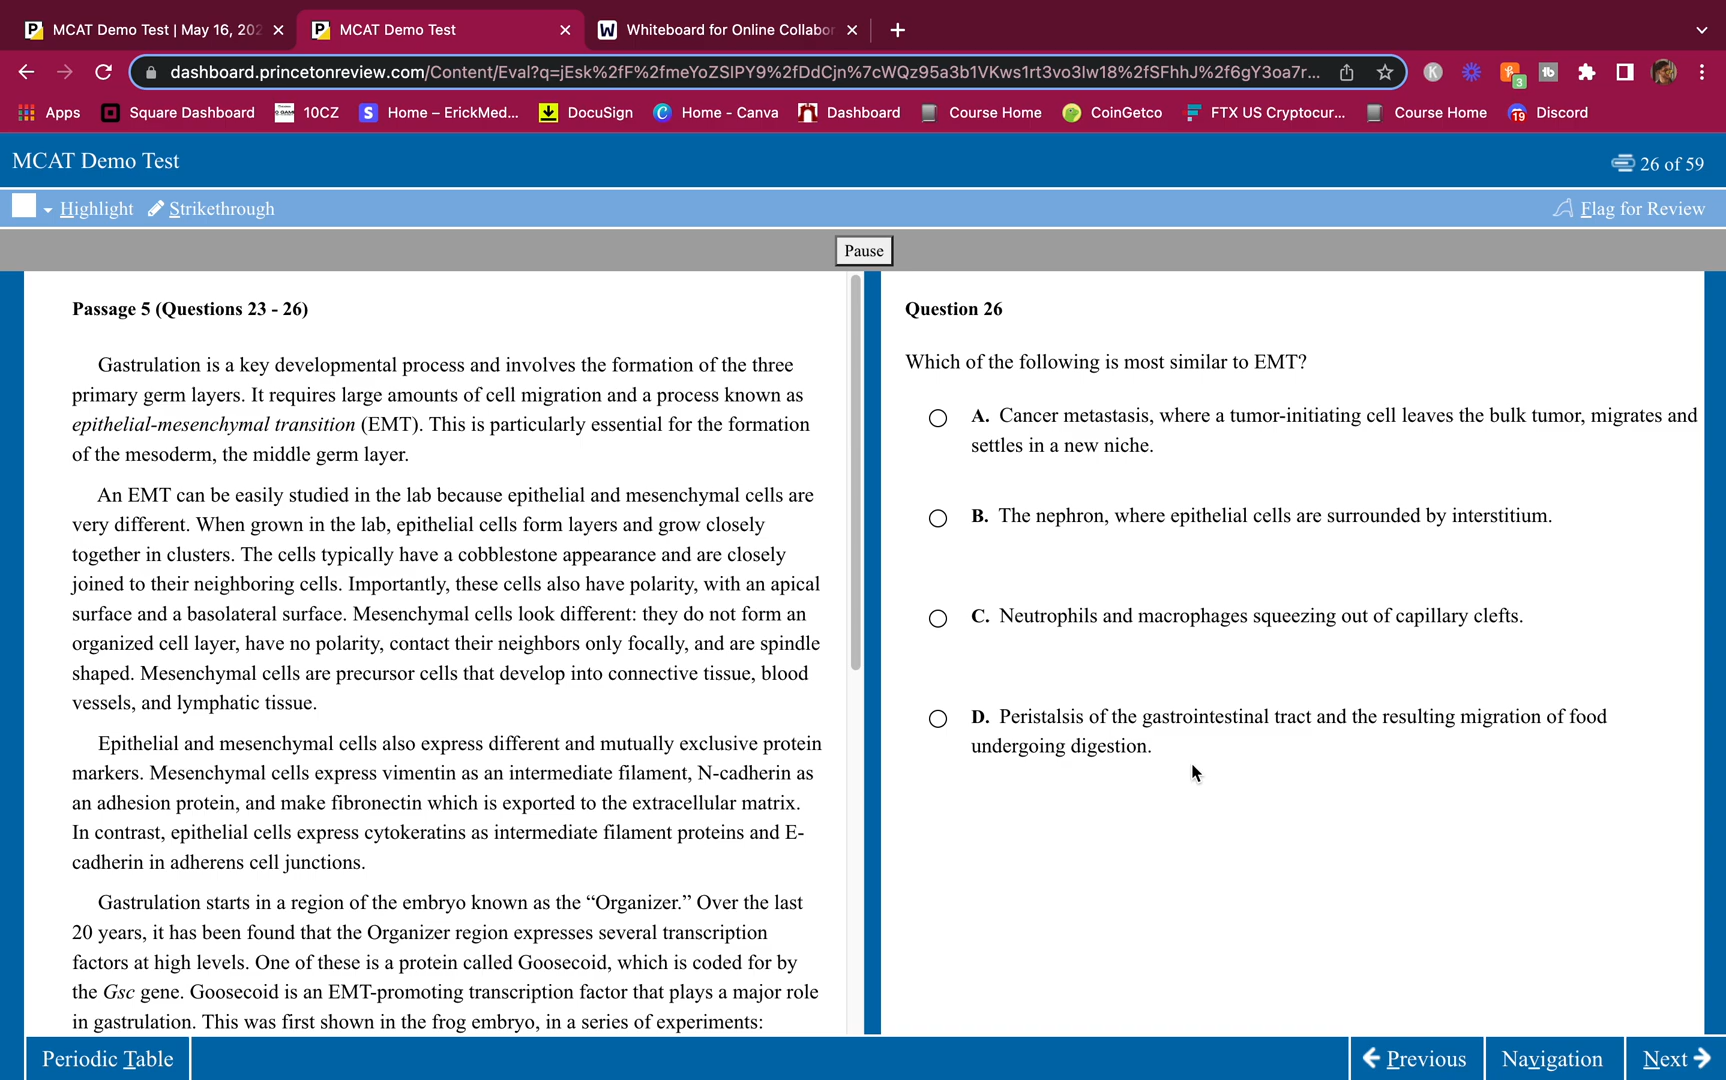 MCAT Demo Test | May 16, 202
MCAT Demo Test
Whiteboard for Online Collabor
dashboard.princetonreview.com/Content/Eval?q=jEsk%2fF%2fmeYoZSIPY9%2fDdCjn%7cWQz95a3b1VKws1rt3vo3lw18%2fSFhhJ%2f6gY3oa7r...
Apps
Square Dashboard
10CZ
Home – ErickMed...
DocuSign
Home - Canva
Dashboard
Course Home
CoinGetco
FTX US Cryptocur...
Course Home
19
Discord
MCAT Demo Test
26 of 59
Highlight
Strikethrough
Flag for Review
Pause
Passage 5 (Questions 23 - 26)
Gastrulation is a key developmental process and involves the formation of the three
primary germ layers. It requires large amounts of cell migration and a process known as
epithelial-mesenchymal transition (EMT). This is particularly essential for the formation
of the mesoderm, the middle germ layer.
An EMT can be easily studied in the lab because epithelial and mesenchymal cells are
very different. When grown in the lab, epithelial cells form layers and grow closely
together in clusters. The cells typically have a cobblestone appearance and are closely
joined to their neighboring cells. Importantly, these cells also have polarity, with an apical
surface and a basolateral surface. Mesenchymal cells look different: they do not form an
organized cell layer, have no polarity, contact their neighbors only focally, and are spindle
shaped. Mesenchymal cells are precursor cells that develop into connective tissue, blood
vessels, and lymphatic tissue.
Epithelial and mesenchymal cells also express different and mutually exclusive protein
markers. Mesenchymal cells express vimentin as an intermediate filament, N-cadherin as
an adhesion protein, and make fibronectin which is exported to the extracellular matrix.
In contrast, epithelial cells express cytokeratins as intermediate filament proteins and E-
cadherin in adherens cell junctions.
Gastrulation starts in a region of the embryo known as the “Organizer.” Over the last
20 years, it has been found that the Organizer region expresses several transcription
factors at high levels. One of these is a protein called Goosecoid, which is coded for by
the Gsc gene. Goosecoid is an EMT-promoting transcription factor that plays a major role
in gastrulation. This was first shown in the frog embryo, in a series of experiments:
Question 26
Which of the following is most similar to EMT?
A. Cancer metastasis, where a tumor-initiating cell leaves the bulk tumor, migrates and
settles in a new niche.
B. The nephron, where epithelial cells are surrounded by interstitium.
C. Neutrophils and macrophages squeezing out of capillary clefts.
D. Peristalsis of the gastrointestinal tract and the resulting migration of food
undergoing digestion.
Periodic Table
Previous
Navigation
Next